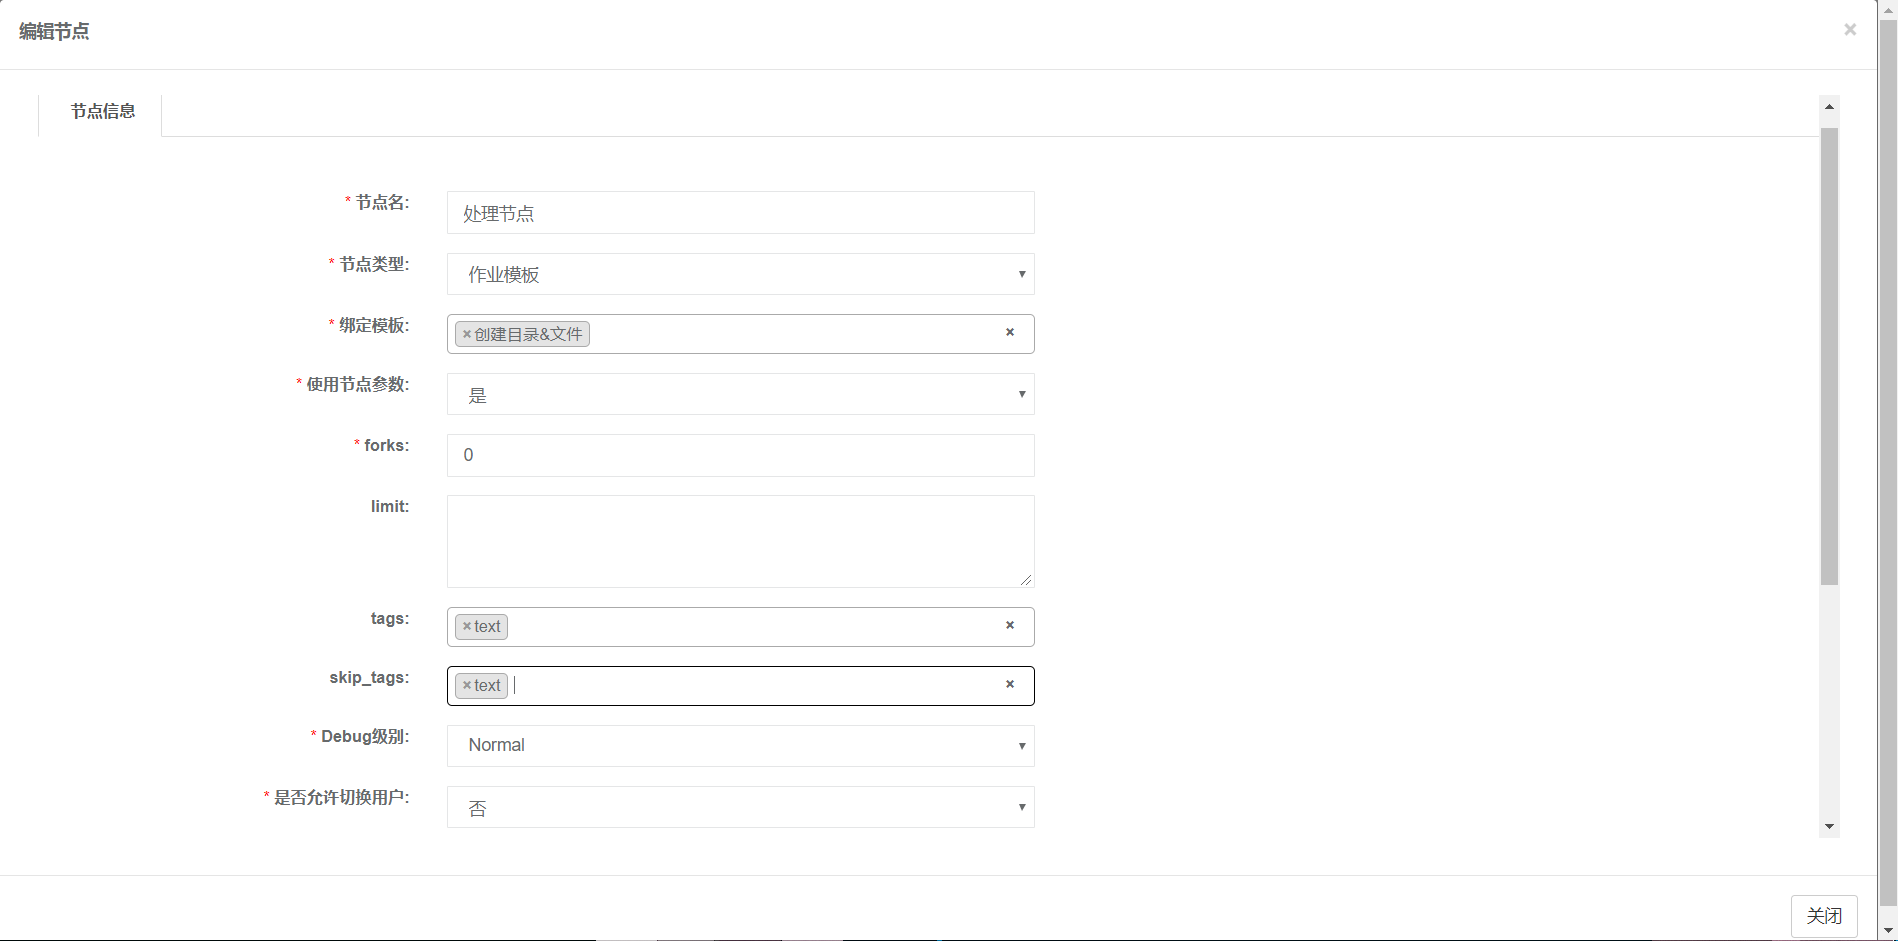 编辑节点
×
节点信息
* 节点名:
处理节点
* 节点类型:
作业模板
* 绑定模板:
×创建目录&文件 ×
* 使用节点参数:
是
* forks:
0
limit:
tags:
×text ×
skip_tags:
×text ×
* Debug级别:
Normal
* 是否允许切换用户:
否
关闭